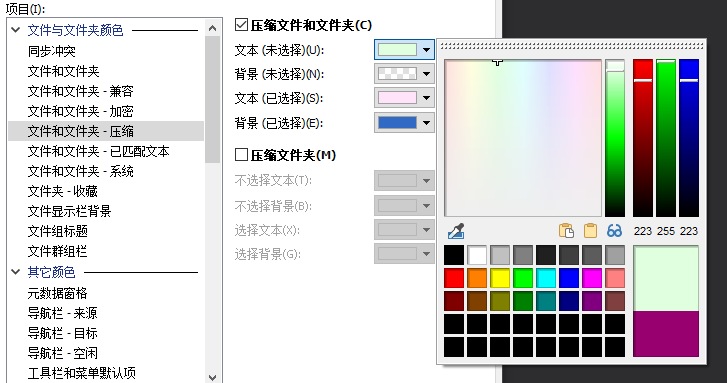 项目(I):
文件与文件夹颜色
同步冲突
文件和文件夹
文件和文件夹 - 兼容
文件和文件夹 - 加密
文件和文件夹 - 压缩
文件和文件夹 - 已匹配文本
文件和文件夹 - 系统
文件夹 - 收藏
文件显示栏背景
文件组标题
文件群组栏
其它颜色
元数据窗格
导航栏 - 来源
导航栏 - 目标
导航栏 - 空闲
工具栏和菜单默认项
压缩文件和文件夹(C)
文本 (未选择)(U):
背景 (未选择)(N):
文本 (已选择)(S):
背景 (已选择)(E):
压缩文件夹(M)
不选择文本(T):
不选择背景(B):
选择文本(X):
选择背景(G):
223 255 223